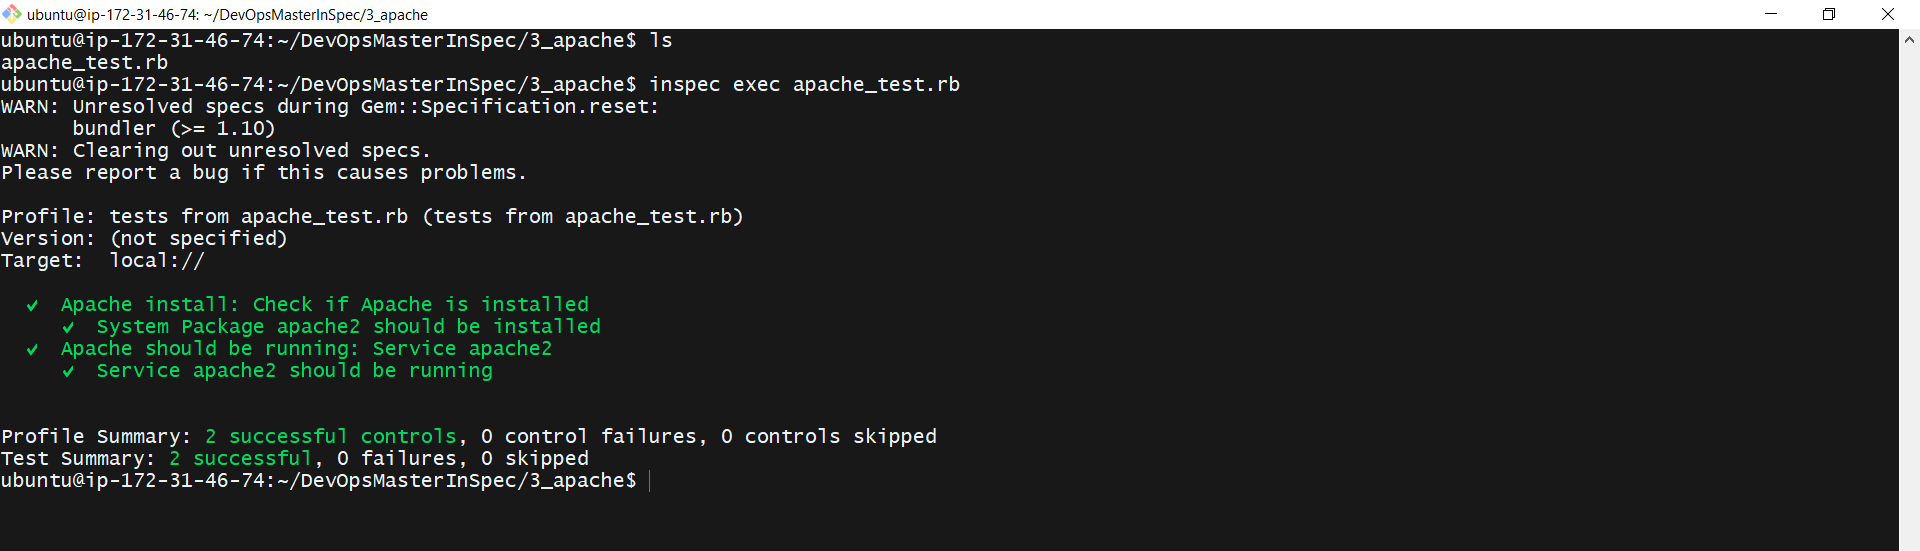 ubuntu@ip-172-31-46-74: ~/DevOpsMasterInSpec/3_apache
ubuntu@ip-172-31-46-74:~/DevOpsMasterInSpec/3_apache$ ls
apache_test.rb
ubuntu@ip-172-31-46-74:~/DevOpsMasterInSpec/3_apache$ inspec exec apache_test.rb
WARN: Unresolved specs during Gem::Specification.reset:
      bundler (>= 1.10)
WARN: Clearing out unresolved specs.
Please report a bug if this causes problems.

Profile: tests from apache_test.rb (tests from apache_test.rb)
Version: (not specified)
Target:  local://

  ✔  Apache install: Check if Apache is installed
     ✔  System Package apache2 should be installed
  ✔  Apache should be running: Service apache2
     ✔  Service apache2 should be running

Profile Summary: 2 successful controls, 0 control failures, 0 controls skipped
Test Summary: 2 successful, 0 failures, 0 skipped
ubuntu@ip-172-31-46-74:~/DevOpsMasterInSpec/3_apache$